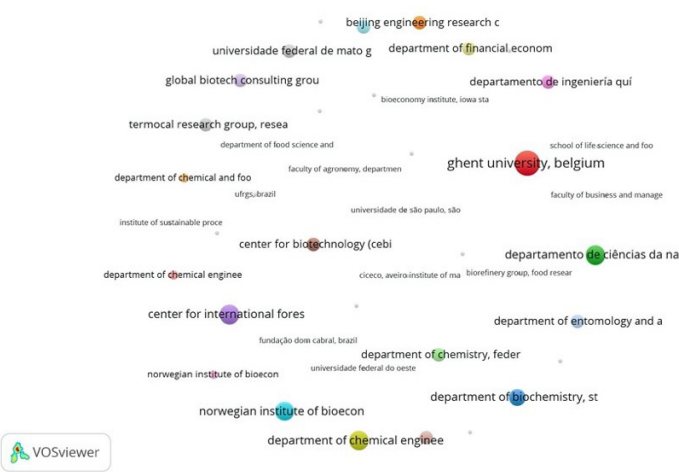 beijing engineering research c
universidade federal de mato g
department of financial econom
global biotech consulting grou
departamento de ingeniería quí
bioeconomy institute, iowa sta
termocal research group, resea
department of food science and
school of life science and foo
ghent university, belgium
faculty of agronomy, departmen
department of chemical and foo
ufrgs, brazil
faculty of business and manage
universidade de são paulo, são
institute of sustainable proce
center for biotechnology (cebi
departamento de ciências da na
department of chemical enginee
ciceco, aveiro institute of ma
biorefinery group, food resear
center for international fores
department of entomology and a
fundação dom cabral, brazil
department of chemistry, feder
universidade federal do oeste
norwegian institute of bioecon
department of biochemistry, st
norwegian institute of bioecon
department of chemical enginee
VOSviewer